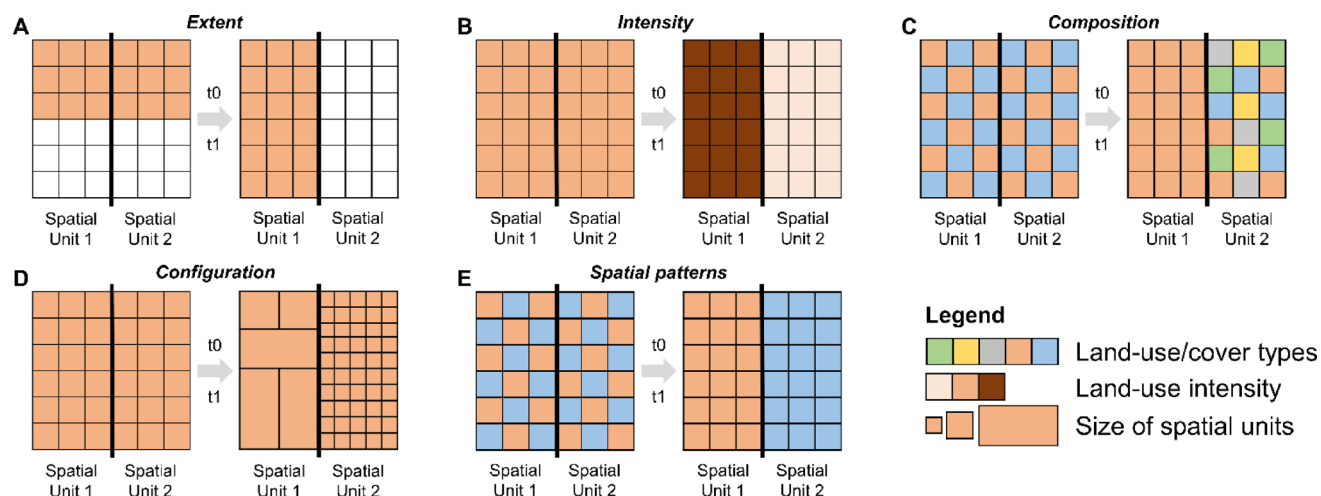 A
Extent
t0
t1
Spatial Unit 1
Spatial Unit 2
B
Intensity
t0
t1
Spatial Unit 1
Spatial Unit 2
C
Composition
t0
t1
Spatial Unit 1
Spatial Unit 2
D
Configuration
t0
t1
Spatial Unit 1
Spatial Unit 2
E
Spatial patterns
t0
t1
Spatial Unit 1
Spatial Unit 2
Spatial Unit 1
Spatial Unit 2
Spatial Unit 1
Spatial Unit 2
Spatial Unit 1
Spatial Unit 2
Spatial Unit 1
Spatial Unit 2
Spatial Unit 1
Spatial Unit 2
Legend
Land-use/cover types
Land-use intensity
Size of spatial units